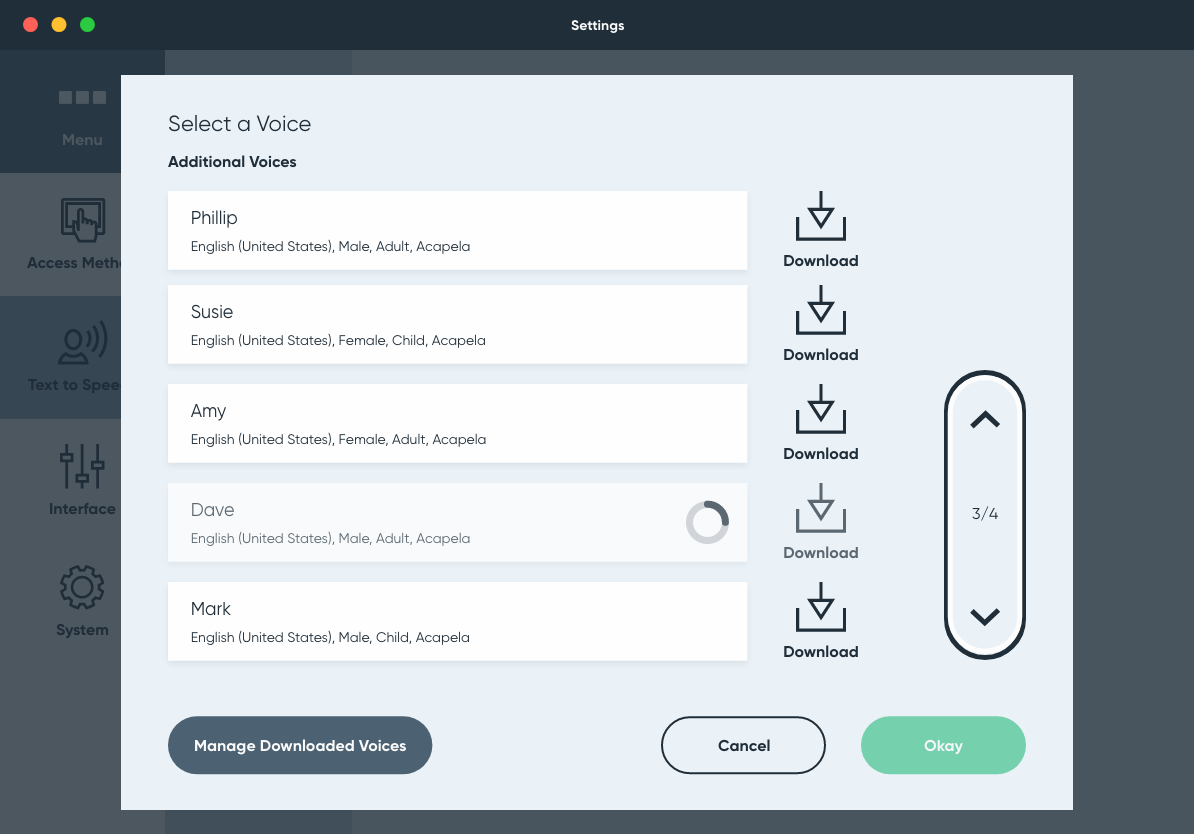 Settings
Menu
Access Meth
Text to Spee
Interface
System
Select a Voice
Additional Voices
Phillip
English (United States), Male, Adult, Acapela
Download
Susie
English (United States), Female, Child, Acapela
Download
Amy
English (United States), Female, Adult, Acapela
Download
Dave
English (United States), Male, Adult, Acapela
Download
Mark
English (United States), Male, Child, Acapela
Download
3/4
Manage Downloaded Voices
Cancel
Okay